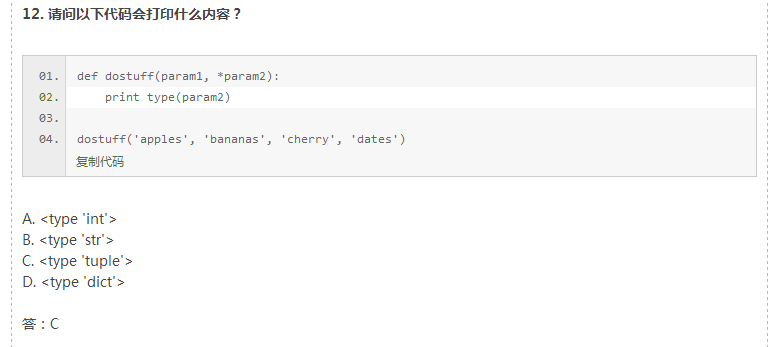 12. 请问以下代码会打印什么内容？
01. def dostuff(param1, *param2):
02.     print type(param2)
03.
04. dostuff('apples', 'bananas', 'cherry', 'dates')
复制代码
A. <type 'int'>
B. <type 'str'>
C. <type 'tuple'>
D. <type 'dict'>
答：C